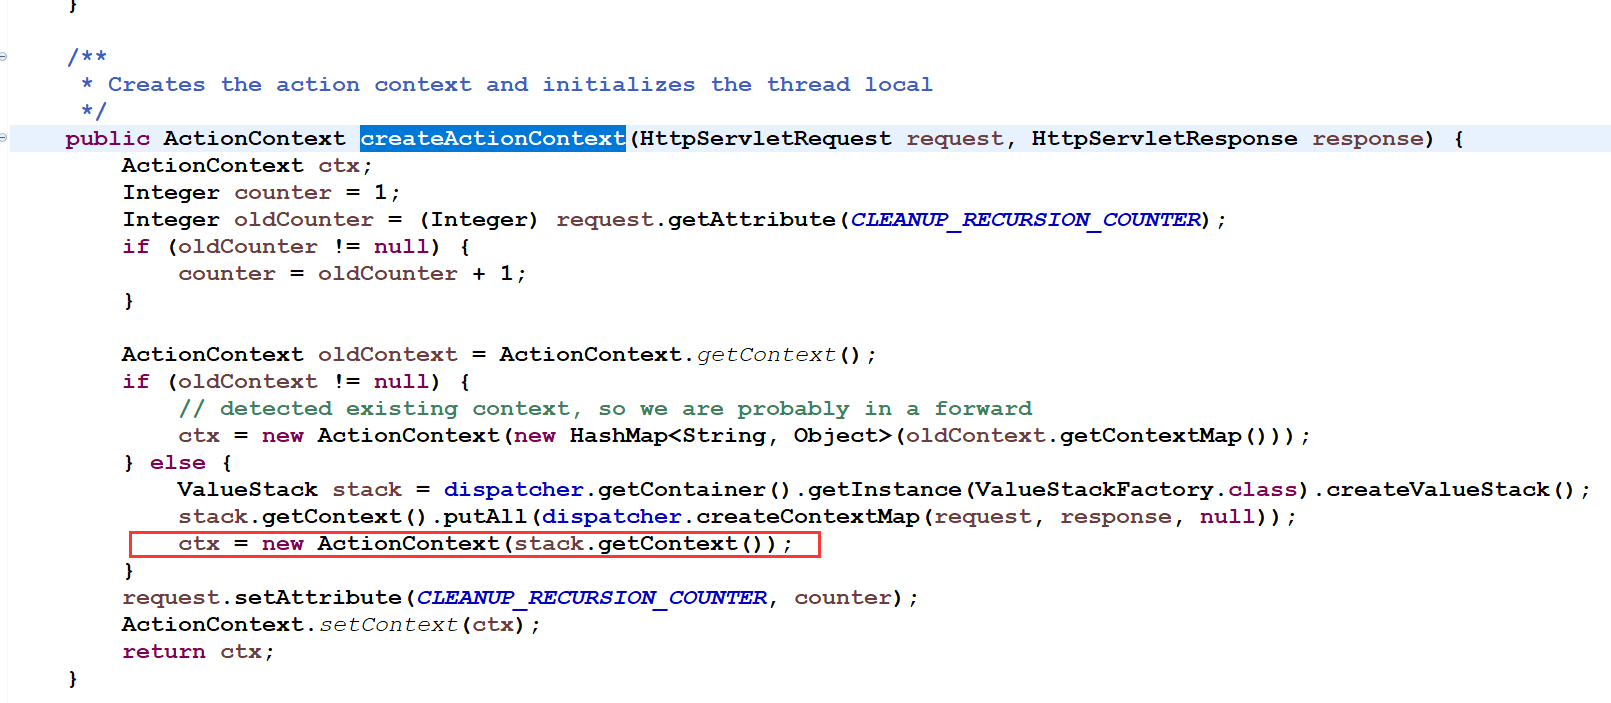 }
/**
 * Creates the action context and initializes the thread local
 */
public ActionContext createActionContext(HttpServletRequest request, HttpServletResponse response) {
    ActionContext ctx;
    Integer counter = 1;
    Integer oldCounter = (Integer) request.getAttribute(CLEANUP_RECURSION_COUNTER);
    if (oldCounter != null) {
        counter = oldCounter + 1;
    }
    ActionContext oldContext = ActionContext.getContext();
    if (oldContext != null) {
        // detected existing context, so we are probably in a forward
        ctx = new ActionContext(new HashMap<String, Object>(oldContext.getContextMap()));
    } else {
        ValueStack stack = dispatcher.getContainer().getInstance(ValueStackFactory.class).createValueStack();
        stack.getContext().putAll(dispatcher.createContextMap(request, response, null));
        ctx = new ActionContext(stack.getContext());
    }
    request.setAttribute(CLEANUP_RECURSION_COUNTER, counter);
    ActionContext.setContext(ctx);
    return ctx;
}